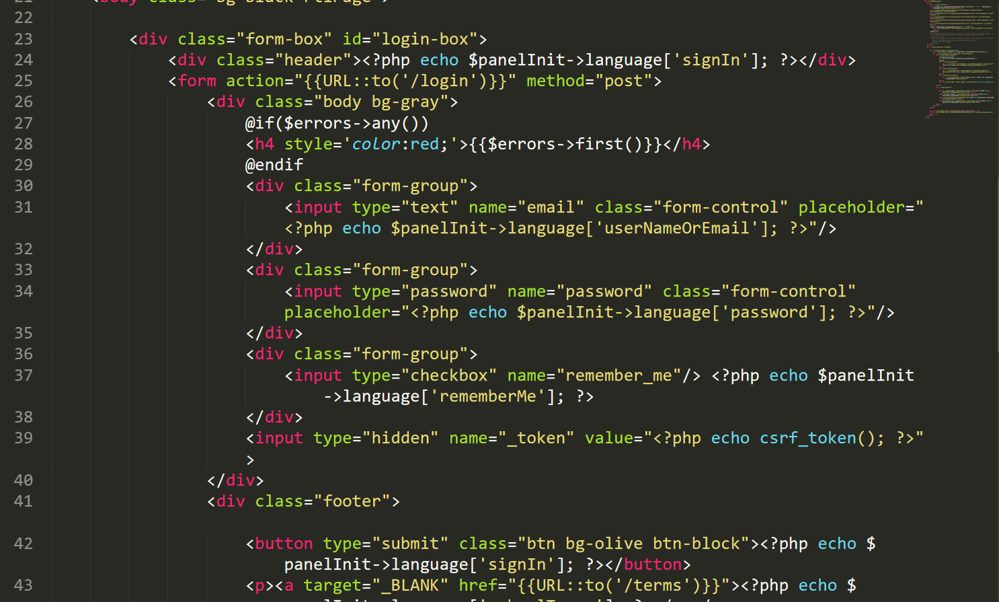 22
23 <div class="form-box" id="login-box">
24 <div class="header"><?php echo $panelInit->language['signIn']; ?></div>
25 <form action="{{URL::to('/login')}}" method="post">
26 <div class="body bg-gray">
27 @if($errors->any())
28 <h4 style='color:red;'>{{$errors->first()}}</h4>
29 @endif
30 <div class="form-group">
31 <input type="text" name="email" class="form-control" placeholder="
<?php echo $panelInit->language['userNameOrEmail']; ?>"/>
32 </div>
33 <div class="form-group">
34 <input type="password" name="password" class="form-control"
placeholder="<?php echo $panelInit->language['password']; ?>"/>
35 </div>
36 <div class="form-group">
37 <input type="checkbox" name="remember_me"/> <?php echo $panelInit
->language['rememberMe']; ?>
38 </div>
39 <input type="hidden" name="_token" value="<?php echo csrf_token(); ?>"
>
40 </div>
41 <div class="footer">
42 <button type="submit" class="btn bg-olive btn-block"><?php echo $
panelInit->language['signIn']; ?></button>
43 <p><a target="_BLANK" href="{{URL::to('/terms')}}"><?php echo $